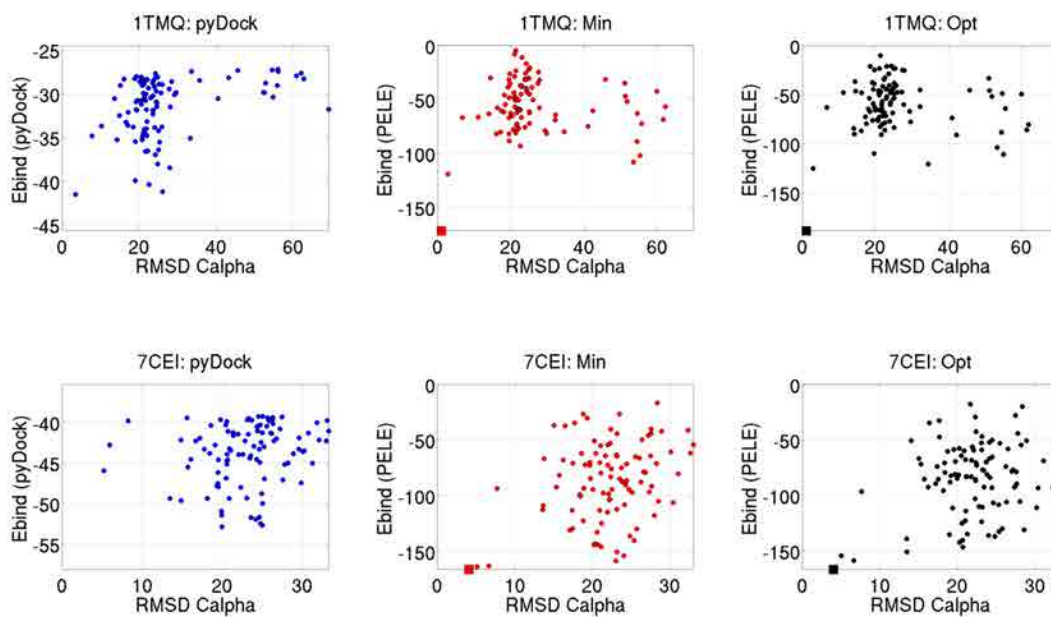 1TMQ: pyDock
1TMQ: Min
1TMQ: Opt
Ebind (pyDock)
-25
-30
-35
-40
-45
0 20 40 60
RMSD Calpha
Ebind (PELE)
0
-50
-100
-150
0 20 40 60
RMSD Calpha
Ebind (PELE)
0
-50
-100
-150
0 20 40 60
RMSD Calpha
7CEI: pyDock
7CEI: Min
7CEI: Opt
Ebind (pyDock)
-40
-45
-50
-55
0 10 20 30
RMSD Calpha
Ebind (PELE)
0
-50
-100
-150
0 10 20 30
RMSD Calpha
Ebind (PELE)
0
-50
-100
-150
0 10 20 30
RMSD Calpha